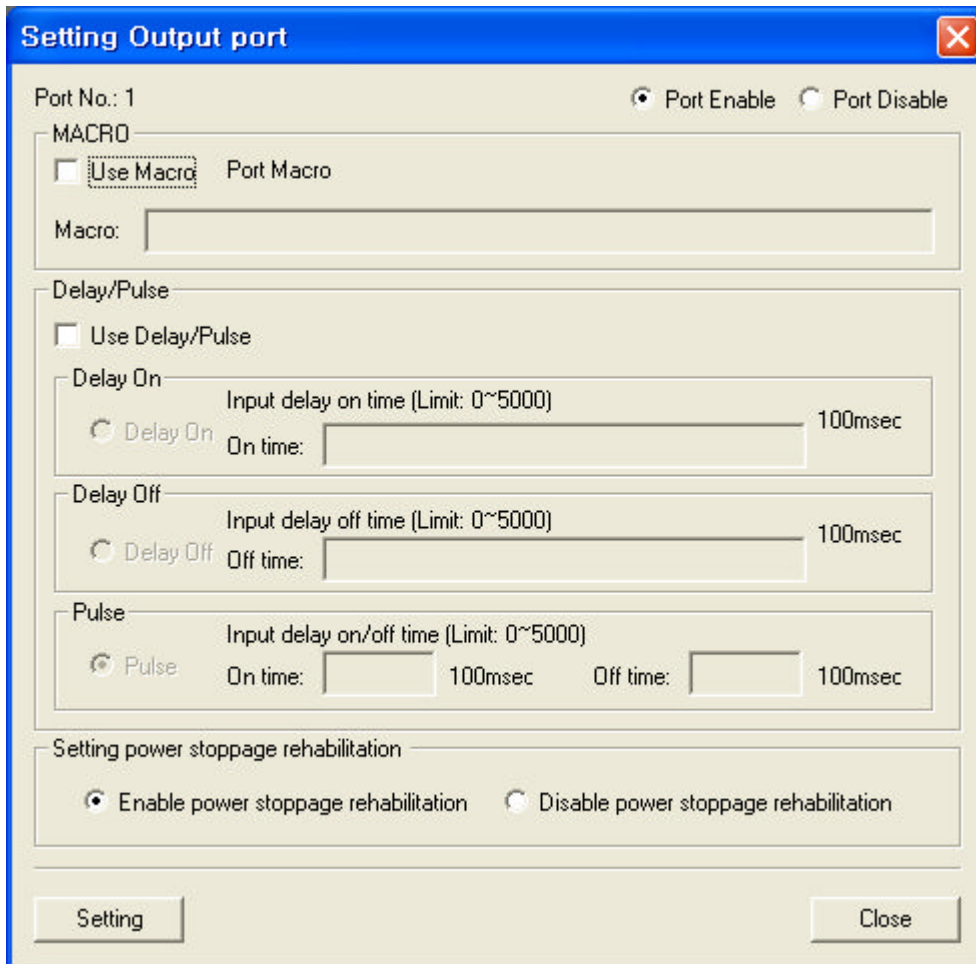 Setting Output port
Port No.: 1
Port Enable
Port Disable
MACRO
Use Macro
Port Macro
Macro:
Delay/Pulse
Use Delay/Pulse
Delay On
Input delay on time (Limit: 0~5000)
Delay On
On time:
100msec
Delay Off
Input delay off time (Limit: 0~5000)
Delay Off
Off time:
100msec
Pulse
Input delay on/off time (Limit: 0~5000)
Pulse
On time:
100msec
Off time:
100msec
Setting power stoppage rehabilitation
Enable power stoppage rehabilitation
Disable power stoppage rehabilitation
Setting
Close